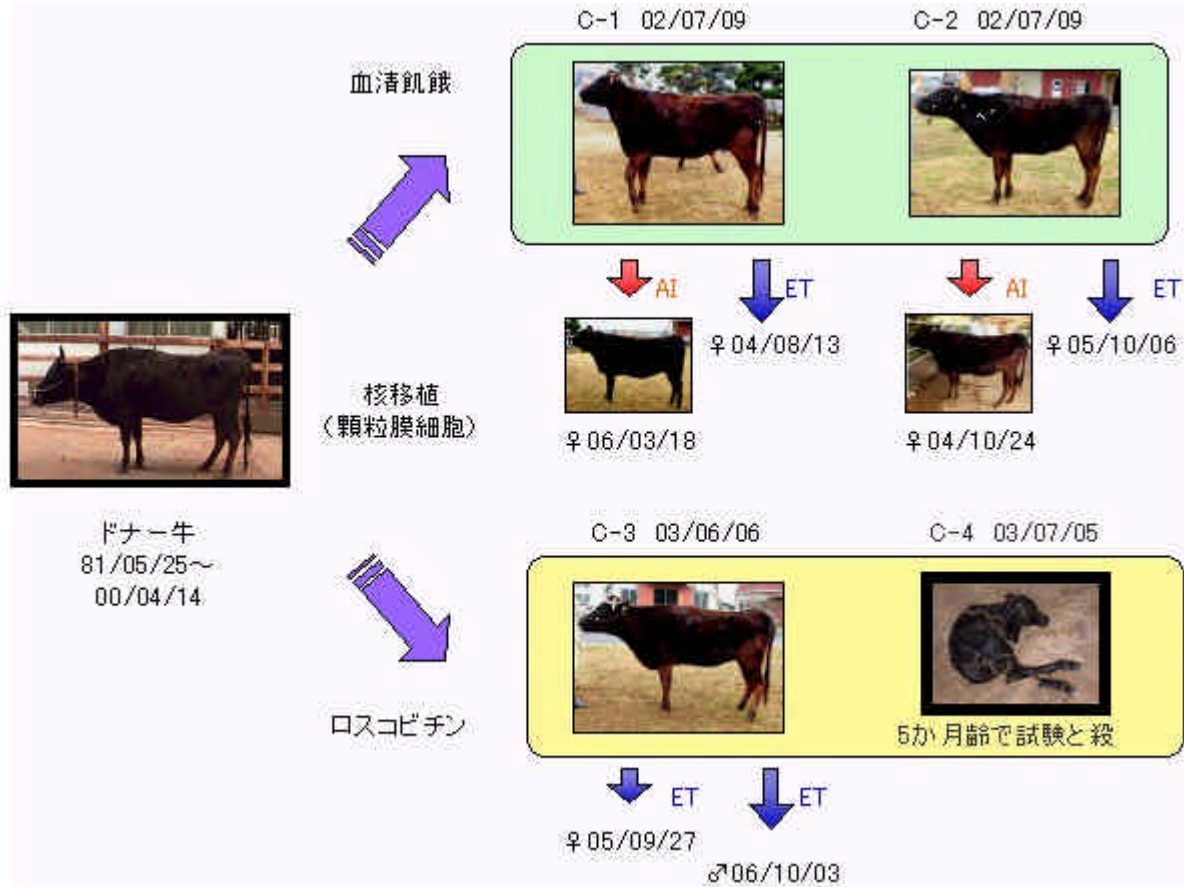 C-1 02/07/09
C-2 02/07/09
血清飢餓
AI
ET
AI
ET
♀04/08/13
♀05/10/06
核移植
(顆粒膜細胞)
♀06/03/18
♀04/10/24
ドナー牛
81/05/25～
00/04/14
C-3 03/06/06
C-4 03/07/05
ロスコビチン
5か月齢で試験と殺
ET
ET
♀05/09/27
♂06/10/03